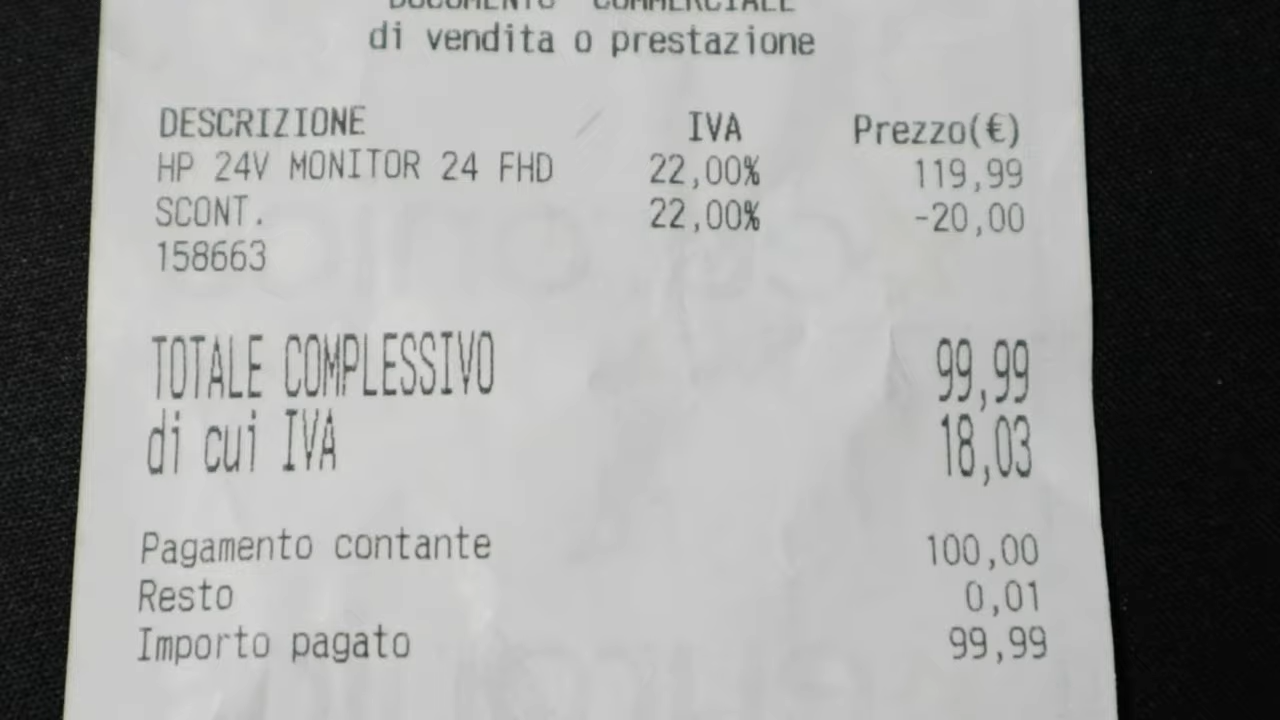 DOCUMENTO COMMERCIALE
di vendita o prestazione
DESCRIZIONE IVA Prezzo(€)
HP 24V MONITOR 24 FHD 22,00% 119,99
SCONT. 22,00% -20,00
158663
TOTALE COMPLESSIVO 99,99
di cui IVA 18,03
Pagamento contante 100,00
Resto 0,01
Importo pagato 99,99